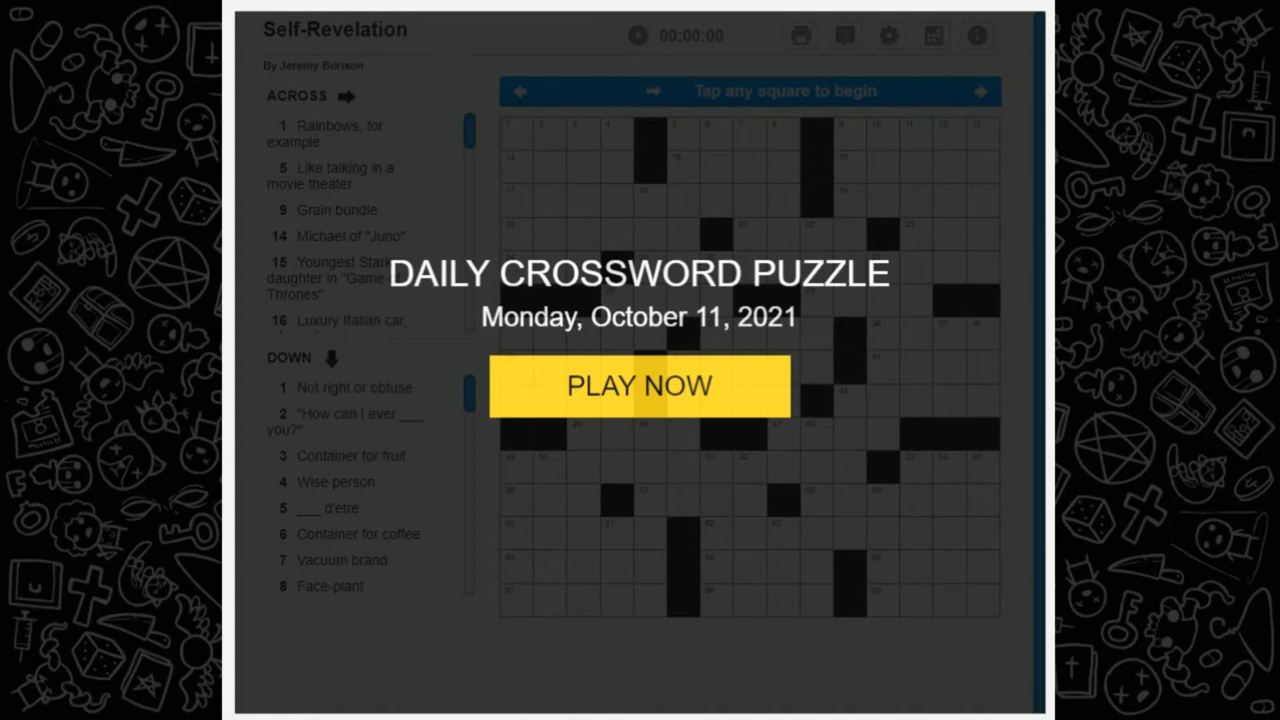 Self-Revelation
00:00:00
By Jeremy Borison
ACROSS
Tap any square to begin
1 Rainbows, for
example
5 Like talking in a
movie theater
9 Grain bundle
14 Michael of "Juno"
15 Youngest Stark
daughter in "Game
Thrones"
16 Luxury Italian car,
DAILY CROSSWORD PUZZLE
Monday, October 11, 2021
PLAY NOW
DOWN
1 Not right or obtuse
2 "How can I ever ___
you?"
3 Container for fruit
4 Wise person
5 ___ d'etre
6 Container for coffee
7 Vacuum brand
8 Face-plant